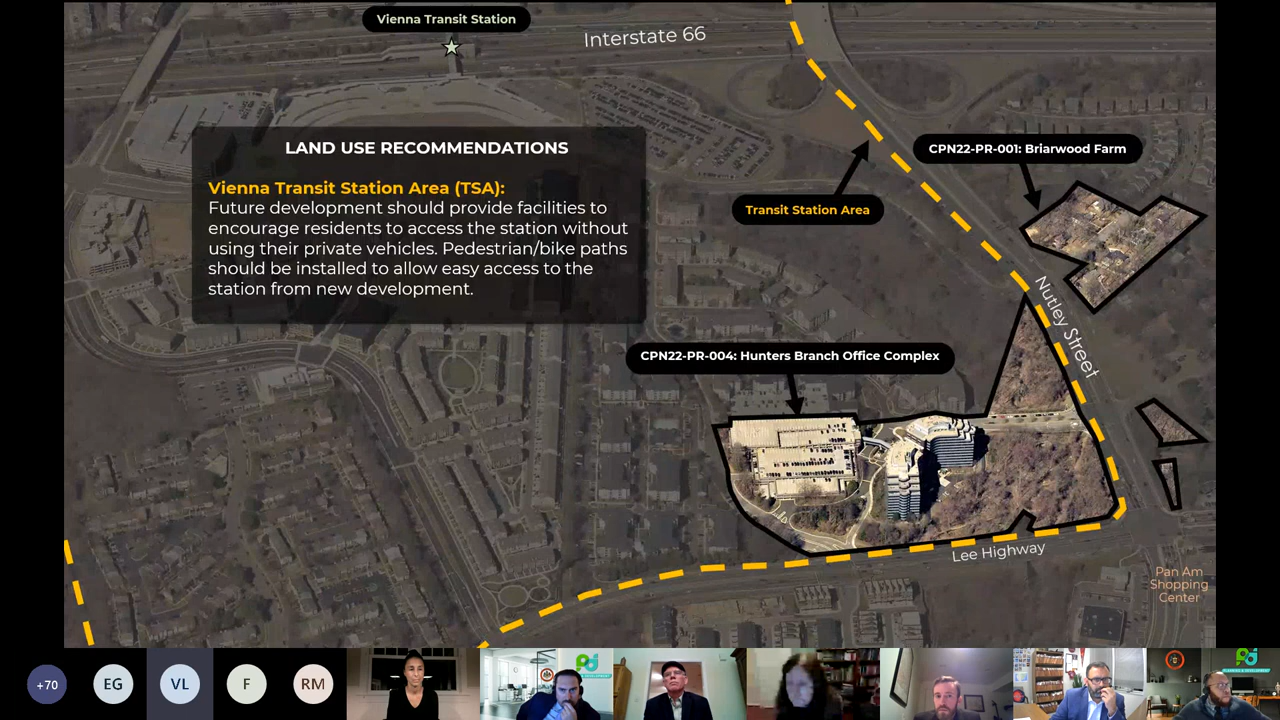 Vienna Transit Station
Interstate 66
LAND USE RECOMMENDATIONS
CPN22-PR-001: Briarwood Farm
Vienna Transit Station Area (TSA):
Future development should provide facilities to
encourage residents to access the station without
using their private vehicles. Pedestrian/bike paths
should be installed to allow easy access to the
station from new development.
Transit Station Area
Nutley Street
CPN22-PR-004: Hunters Branch Office Complex
Lee Highway
Pan Am
Shopping
Center
+70
EG
VL
F
RM